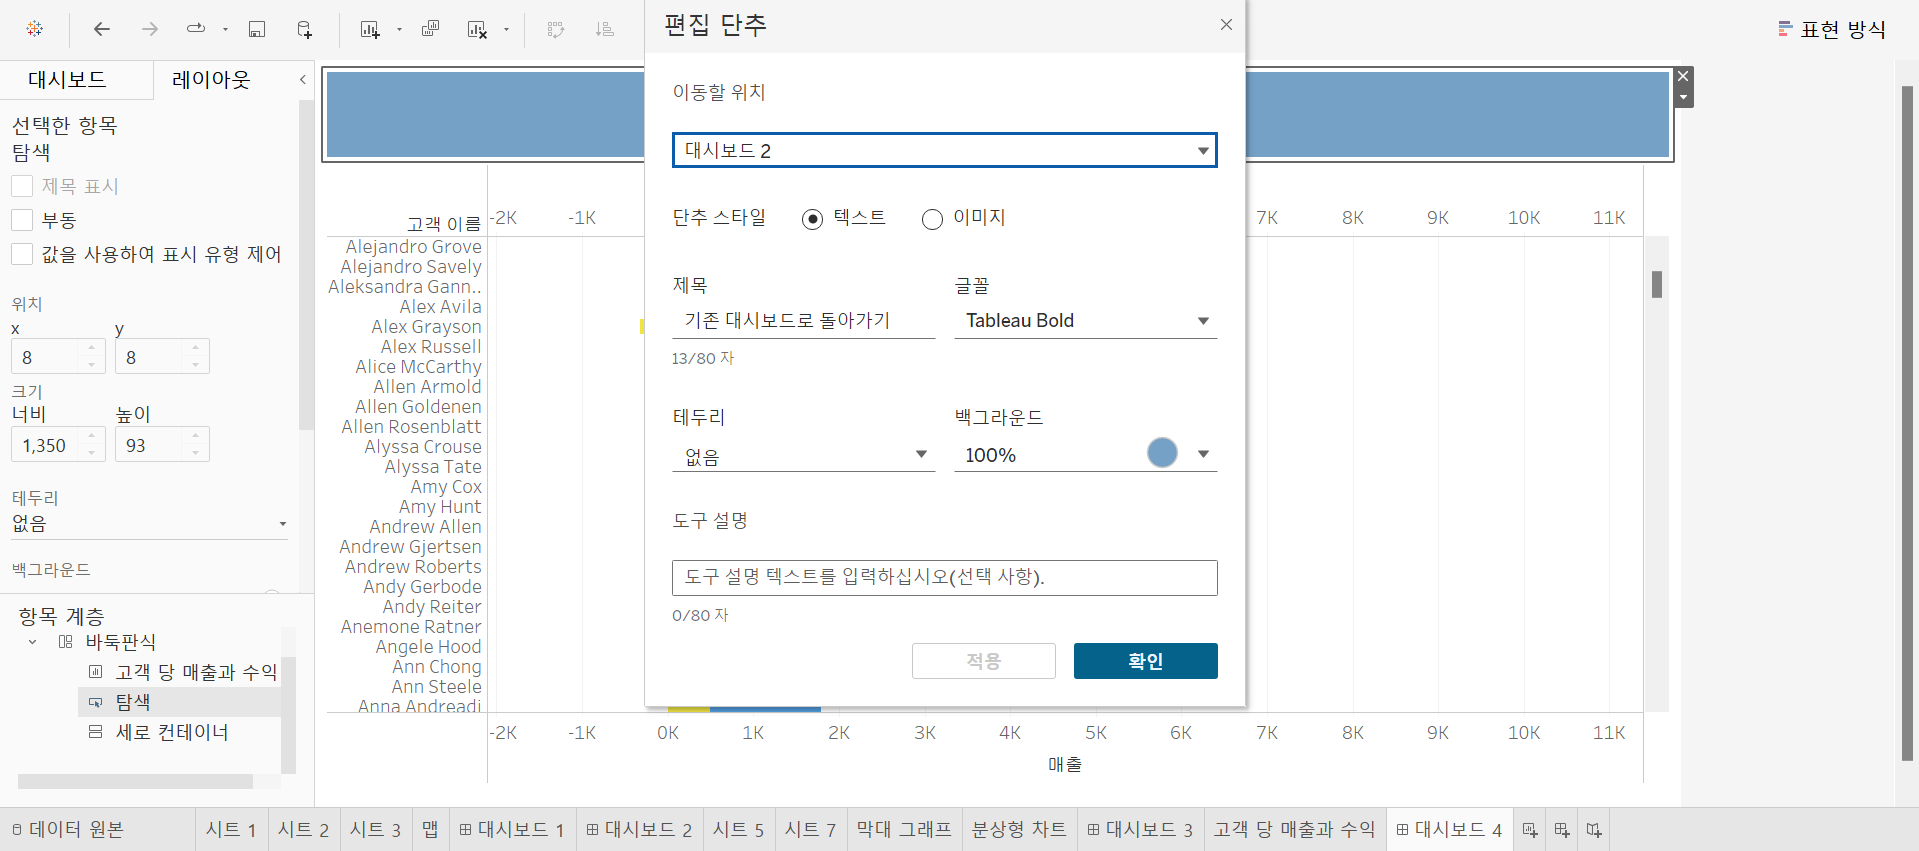 편집 단추
표현 방식
대시보드
레이아웃
선택한 항목
탐색
제목 표시
부동
값을 사용하여 표시 유형 제어
위치
x
y
8
8
크기
너비
높이
1,350
93
테두리
없음
백그라운드
항목 계층
바둑판식
고객 당 매출과 수익
탐색
세로 컨테이너
이동할 위치
대시보드 2
단추 스타일
텍스트
이미지
제목
글꼴
기존 대시보드로 돌아가기
Tableau Bold
13/80 자
테두리
백그라운드
없음
100%
도구 설명
도구 설명 텍스트를 입력하십시오(선택 사항).
0/80 자
적용
확인
고객 이름
-2K
-1K
7K
8K
9K
10K
11K
Alejandro Grove
Alejandro Savely
Aleksandra Gann..
Alex Avila
Alex Grayson
Alex Russell
Alice McCarthy
Allen Armold
Allen Goldenen
Allen Rosenblatt
Alyssa Crouse
Alyssa Tate
Amy Cox
Amy Hunt
Andrew Allen
Andrew Gjertsen
Andrew Roberts
Andy Gerbode
Andy Reiter
Anemone Ratner
Angele Hood
Ann Chong
Ann Steele
Anna Andreadi
-2K
-1K
0K
1K
2K
3K
4K
5K
6K
7K
8K
9K
10K
11K
매출
데이터 원본
시트 1
시트 2
시트 3
맵
대시보드 1
대시보드 2
시트 5
시트 7
막대 그래프
분상형 차트
대시보드 3
고객 당 매출과 수익
대시보드 4